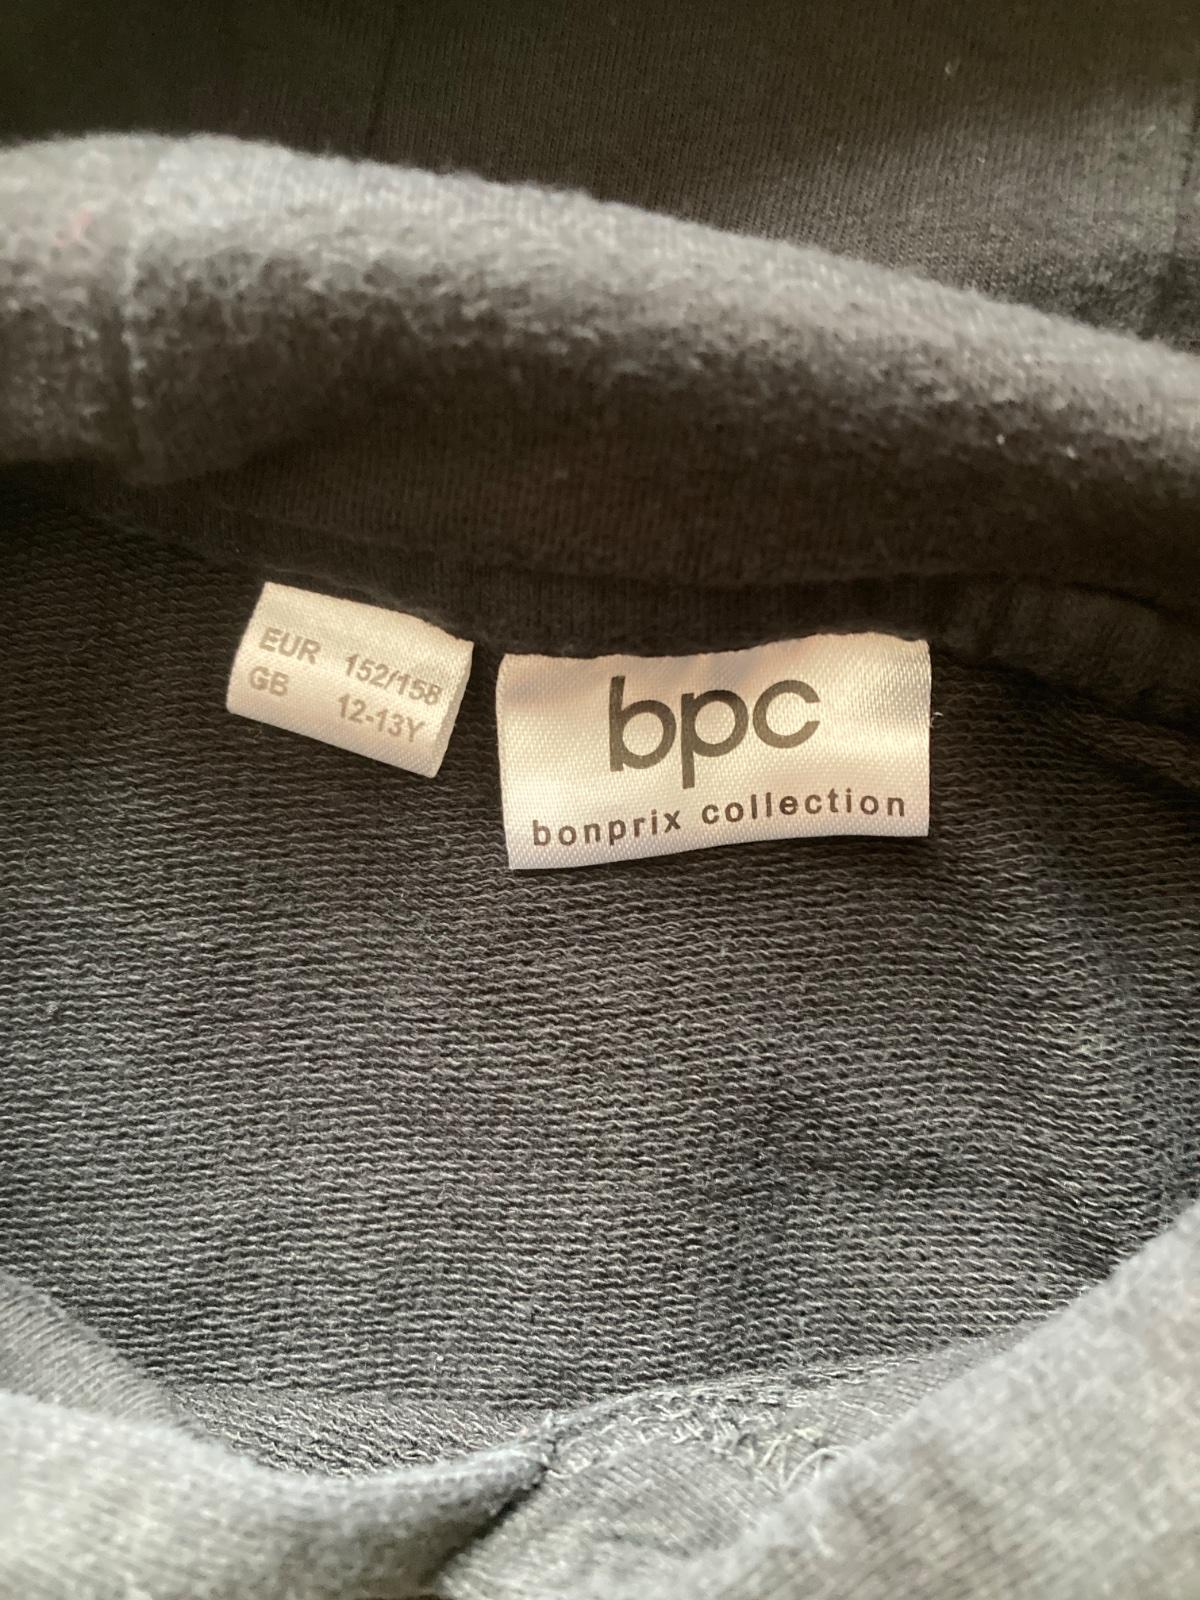 EUR 152/158
GB 12-13Y
bpc
bonprix collection